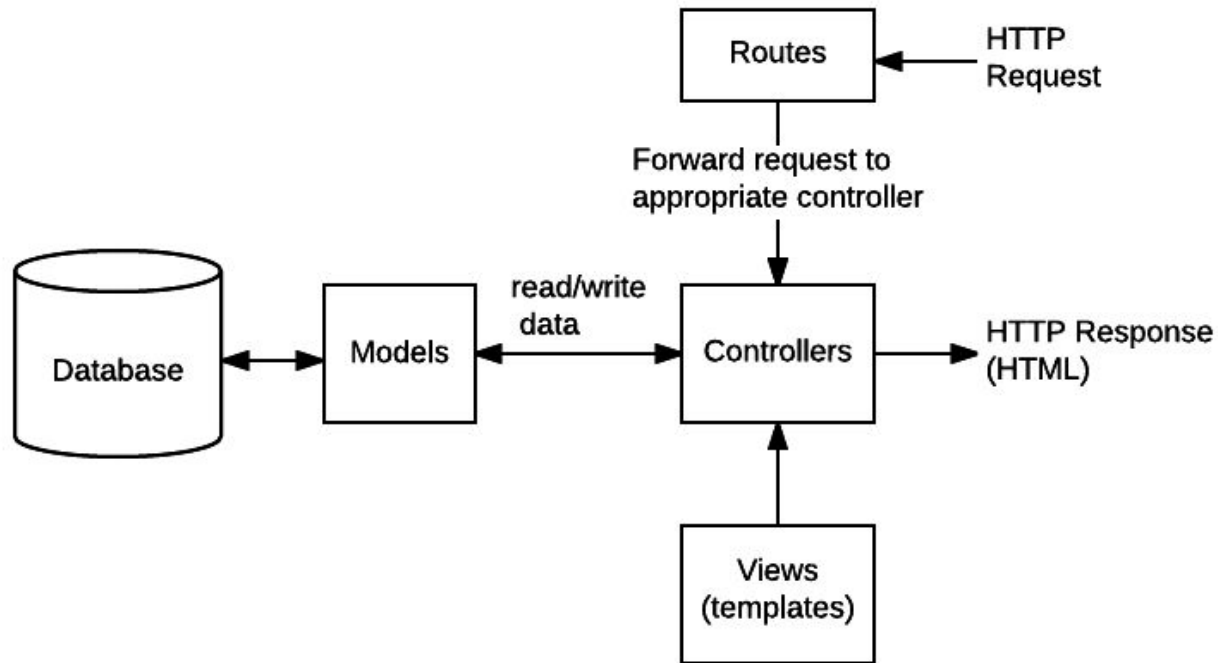 Routes
HTTP
Request
Forward request to
appropriate controller
read/write
data
Database
Models
Controllers
HTTP Response
(HTML)
Views
(templates)